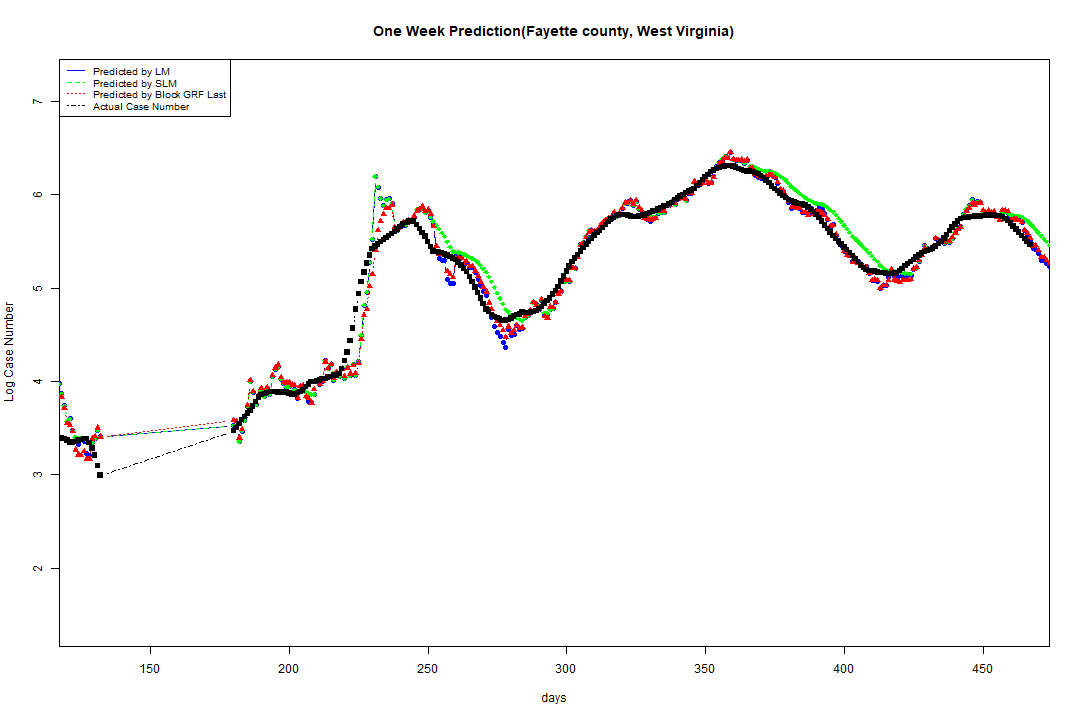 One Week Prediction(Fayette county, West Virginia)
Predicted by LM
Predicted by SLM
Predicted by Block GRF Last
Actual Case Number
7
6
5
4
3
2
Log Case Number
150 200 250 300 350 400 450
days